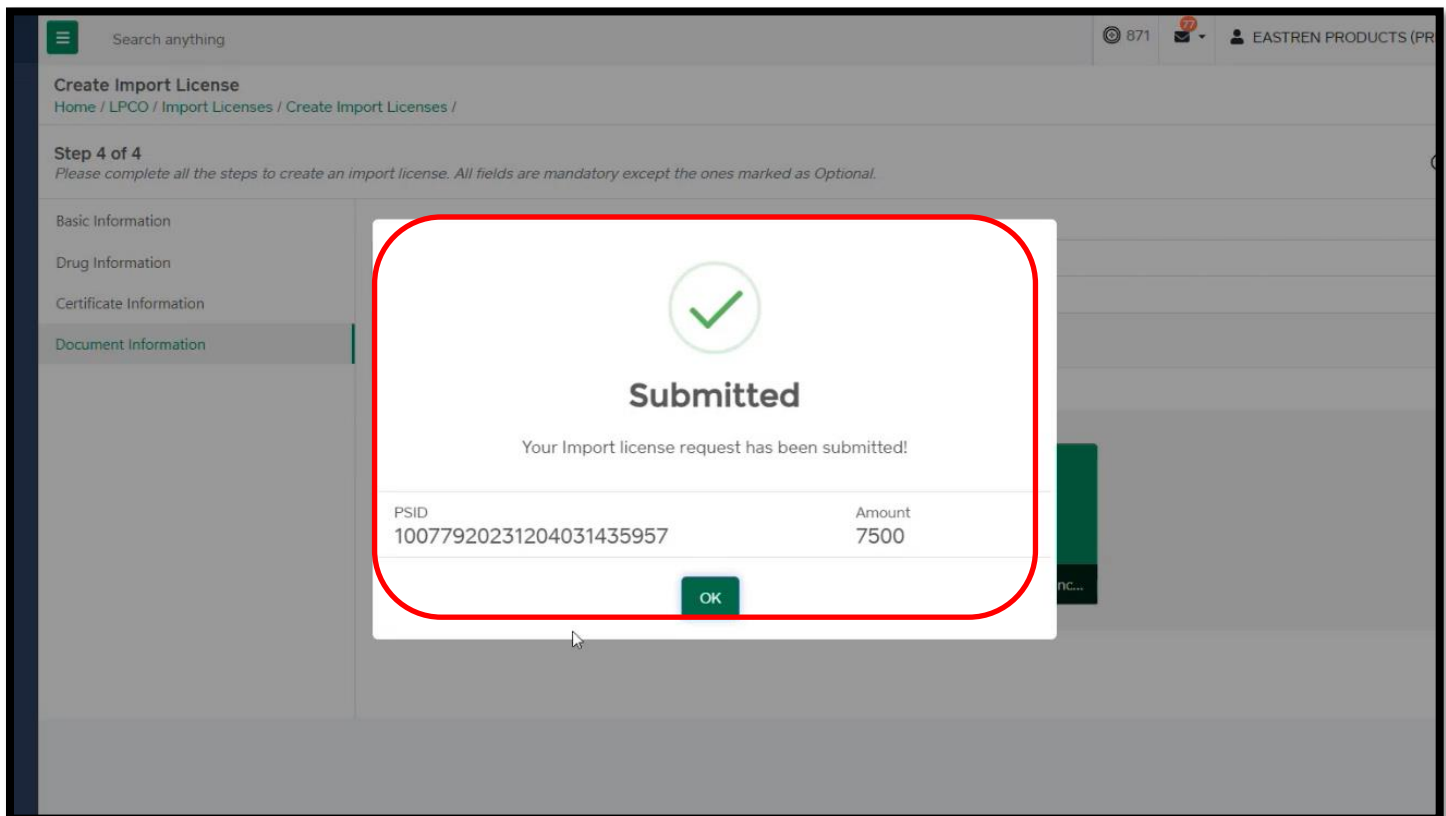 Search anything
871
77
EASTREN PRODUCTS (PR
Create Import License
Home / LPCO / Import Licenses / Create Import Licenses /
Step 4 of 4
Please complete all the steps to create an import license. All fields are mandatory except the ones marked as Optional.
Basic Information
Drug Information
Certificate Information
Document Information
Submitted
Your Import license request has been submitted!
PSID
Amount
10077920231204031435957
7500
OK
nc...